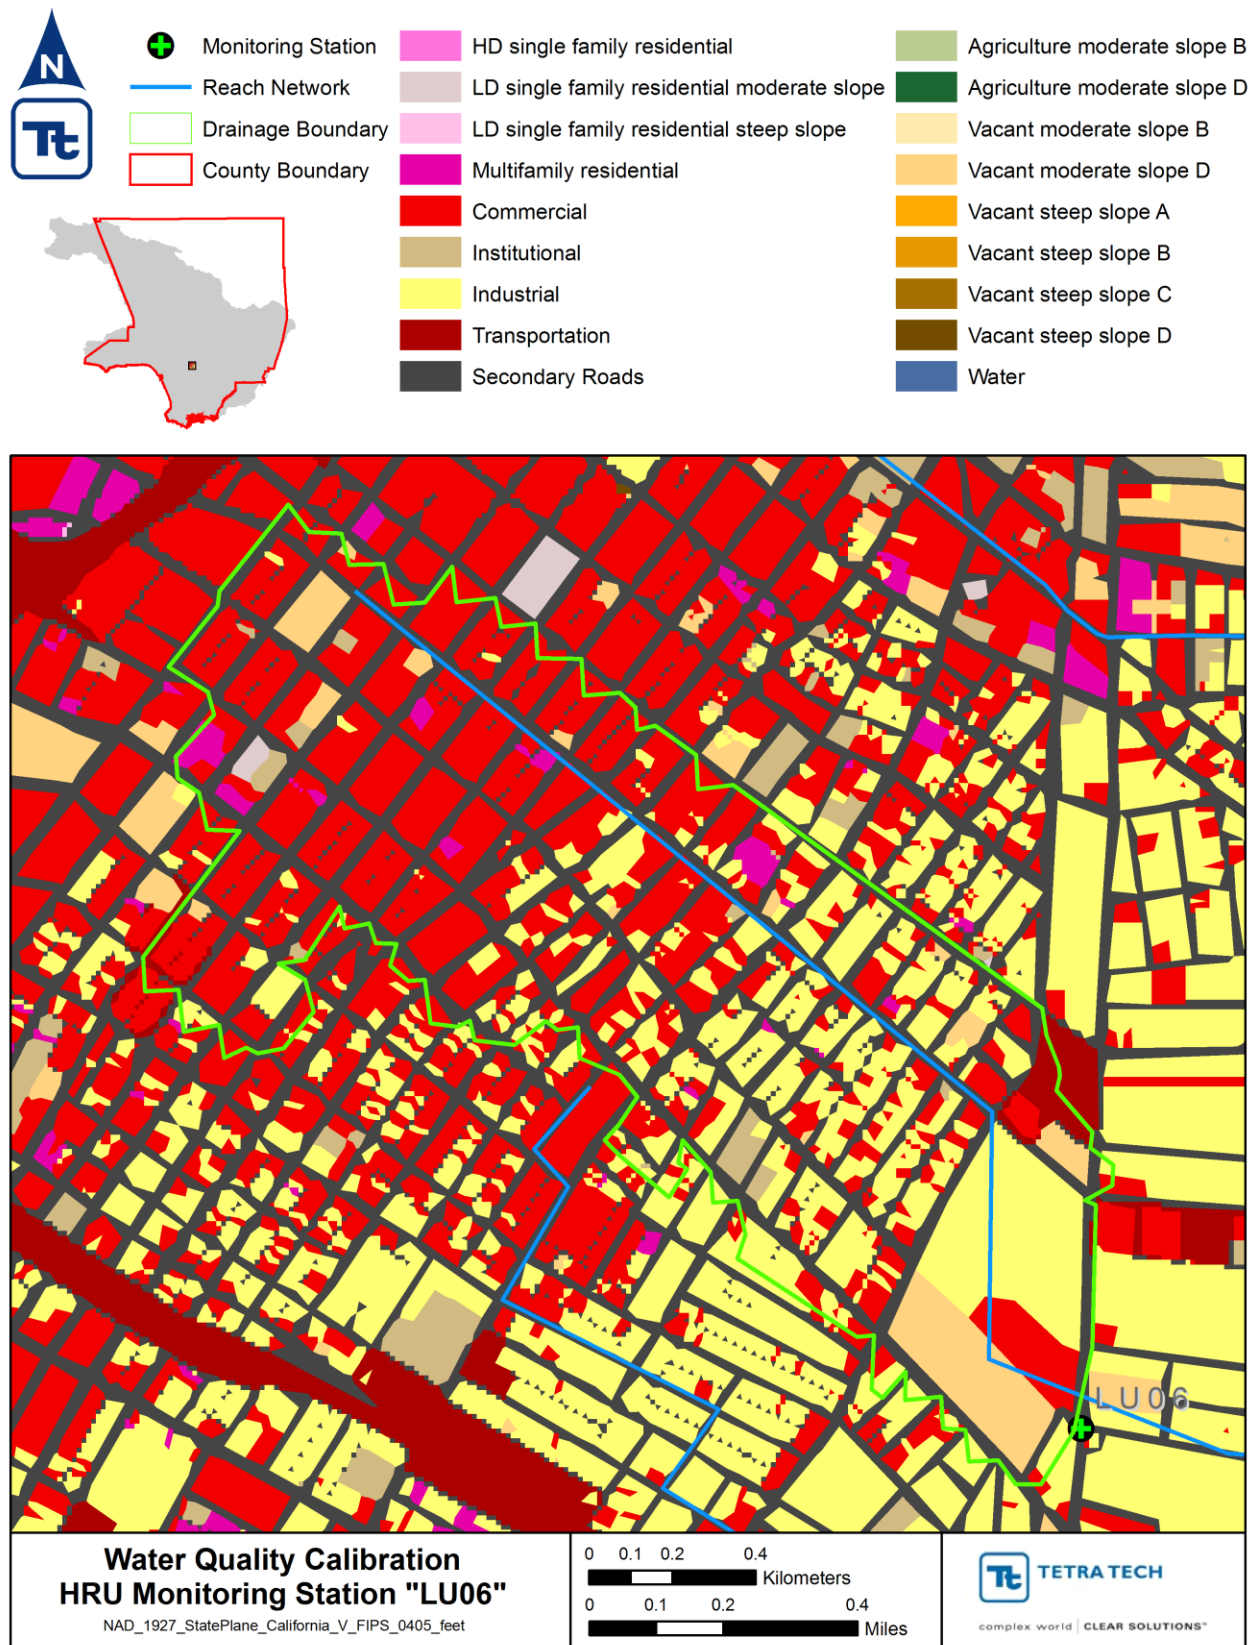 N
Tt
Monitoring Station
Reach Network
Drainage Boundary
County Boundary
HD single family residential
LD single family residential moderate slope
LD single family residential steep slope
Multifamily residential
Commercial
Institutional
Industrial
Transportation
Secondary Roads
Agriculture moderate slope B
Agriculture moderate slope D
Vacant moderate slope B
Vacant moderate slope D
Vacant steep slope A
Vacant steep slope B
Vacant steep slope C
Vacant steep slope D
Water
LU06
Water Quality Calibration
HRU Monitoring Station "LU06"
NAD_1927_StatePlane_California_V_FIPS_0405_feet
0 0.1 0.2 0.4
Kilometers
0 0.1 0.2 0.4
Miles
Tt TETRA TECH
complex world | CLEAR SOLUTIONS™